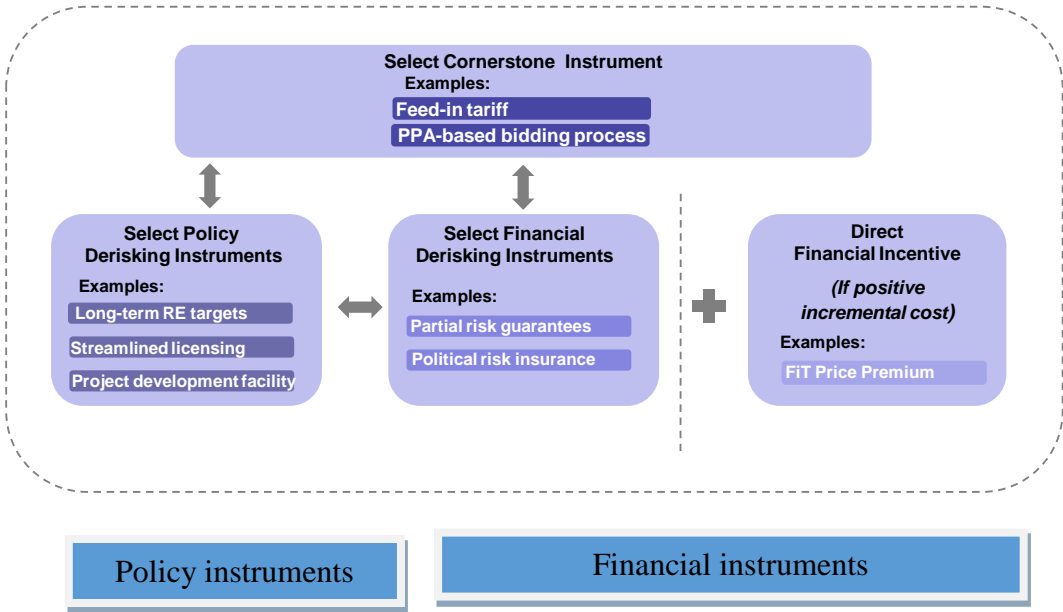 Select Cornerstone Instrument
Examples:
Feed-in tariff
PPA-based bidding process
Select Policy
Derisking Instruments
Examples:
Long-term RE targets
Streamlined licensing
Project development facility
Select Financial
Derisking Instruments
Examples:
Partial risk guarantees
Political risk insurance
Direct
Financial Incentive
(If positive
incremental cost)
Examples:
FiT Price Premium
Policy instruments
Financial instruments